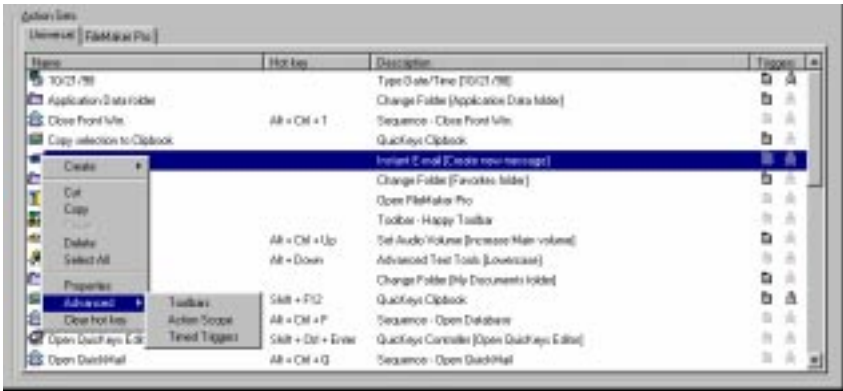 Action Sets
Universal FileMaker Pro
Name Hot key Description Triggers
10/21/98 Type Date/Time [10/21/98]
Application Data folder Change Folder [Application Data folder]
Close Front Win. Alt + Ctrl + T Sequence - Close Front Win.
Copy selection to Clipbook QuicKeys Clipbook
Instant E-mail [Create new message]
Create
Change Folder [Favorites folder]
Cut
Open FileMaker Pro
Copy
Toolbar - Happy Toolbar
Delete Alt + Ctrl + Up Set Audio Volume [Increase Main volume]
Select All Alt + Down Advanced Text Tools [Lowercase]
Change Folder [My Documents folder]
Properties
Advanced Toolbars Shift + F12 QuicKeys Clipbook
Clear hot key Action Scope Alt + Ctrl + P Sequence - Open Database
Open QuicKeys Timed Triggers Shift + Ctrl + Enter QuicKeys Controller [Open QuicKeys Editor]
Open QuickMail Alt + Ctrl + Q Sequence - Open QuickMail